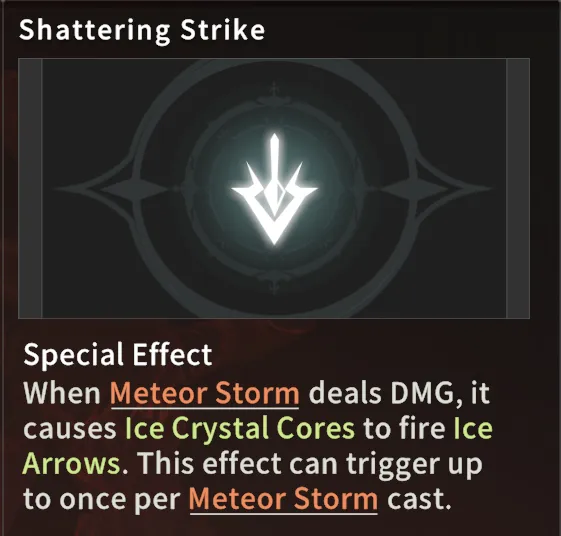 Shattering Strike
Special Effect
When Meteor Storm deals DMG, it
causes Ice Crystal Cores to fire Ice
Arrows. This effect can trigger up
to once per Meteor Storm cast.